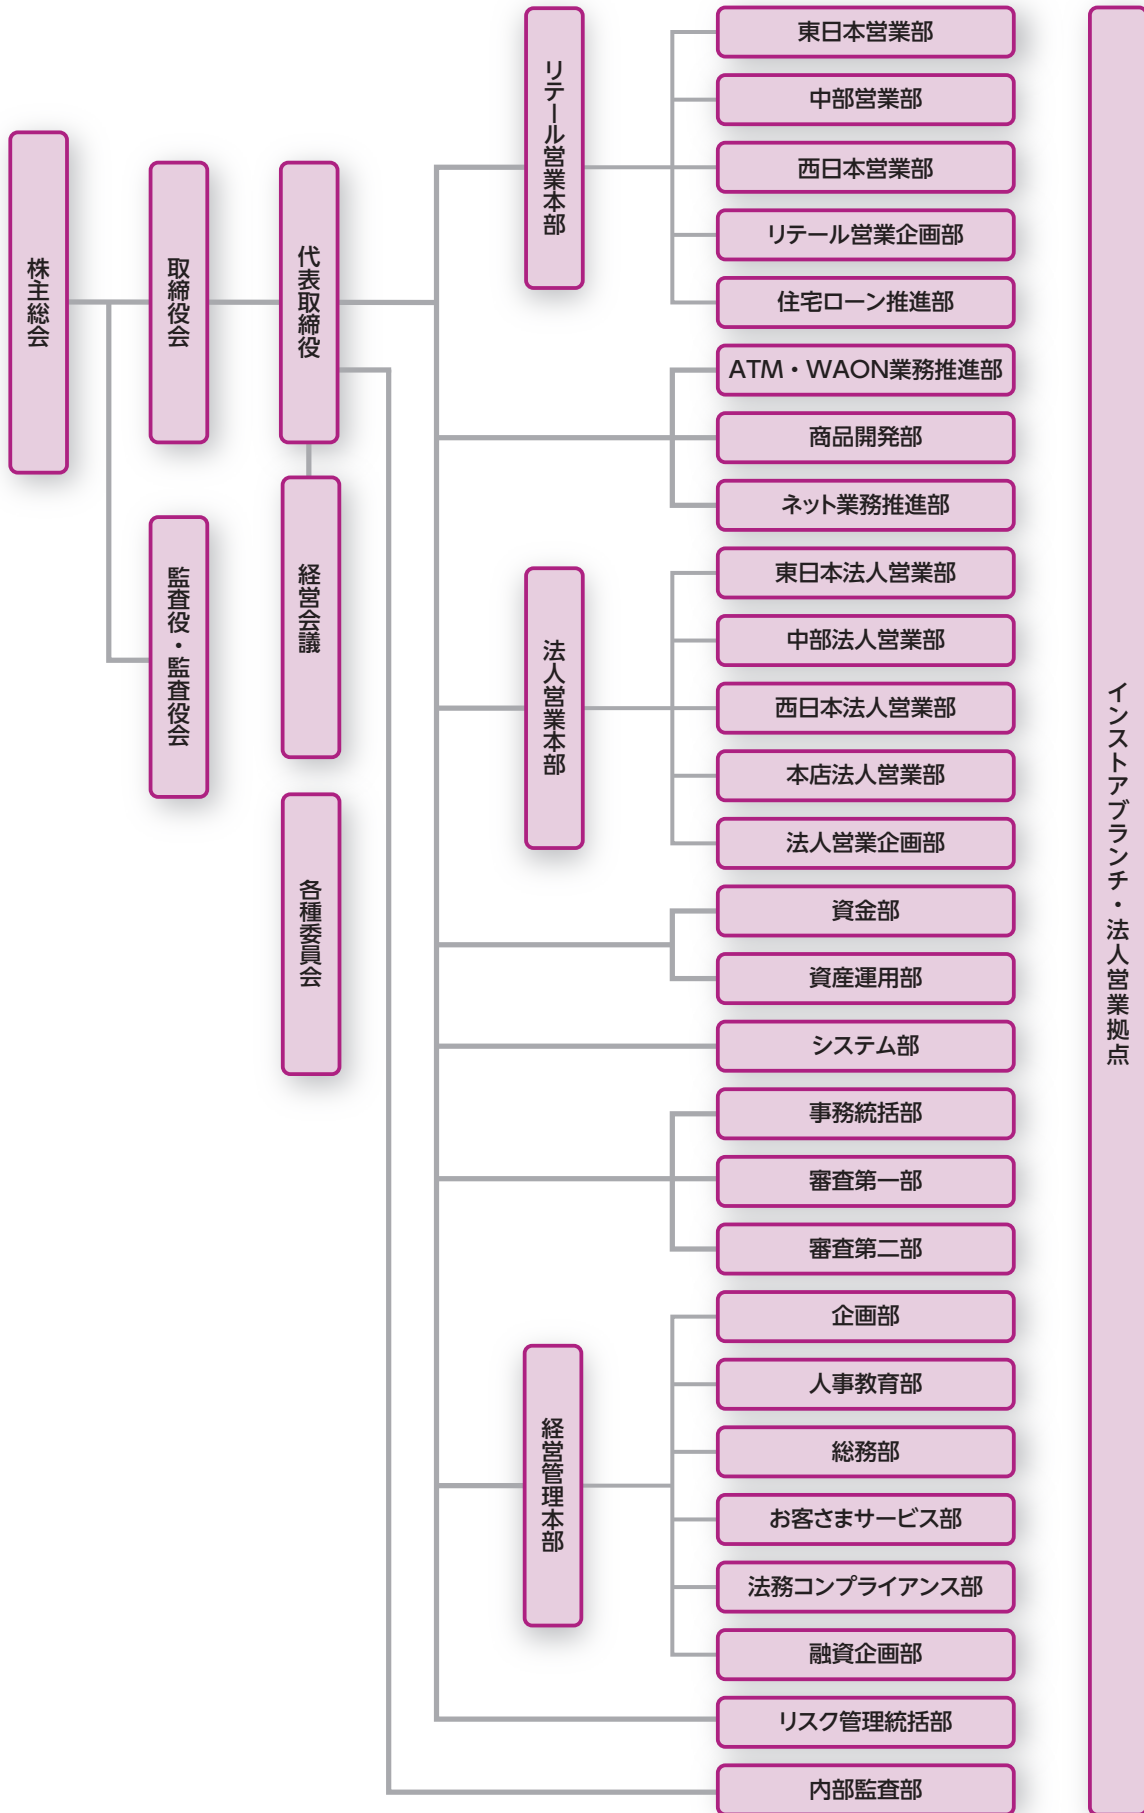 株主総会
取締役会
監査役・監査役会
代表取締役
経営会議
各種委員会
リテール営業本部
東日本営業部
中部営業部
西日本営業部
リテール営業企画部
住宅ローン推進部
ATM・WAON業務推進部
商品開発部
ネット業務推進部
法人営業本部
東日本法人営業部
中部法人営業部
西日本法人営業部
本店法人営業部
法人営業企画部
資金部
資産運用部
システム部
事務統括部
審査第一部
審査第二部
経営管理本部
企画部
人事教育部
総務部
お客さまサービス部
法務コンプライアンス部
融資企画部
リスク管理統括部
内部監査部
インストアブランチ・法人営業拠点